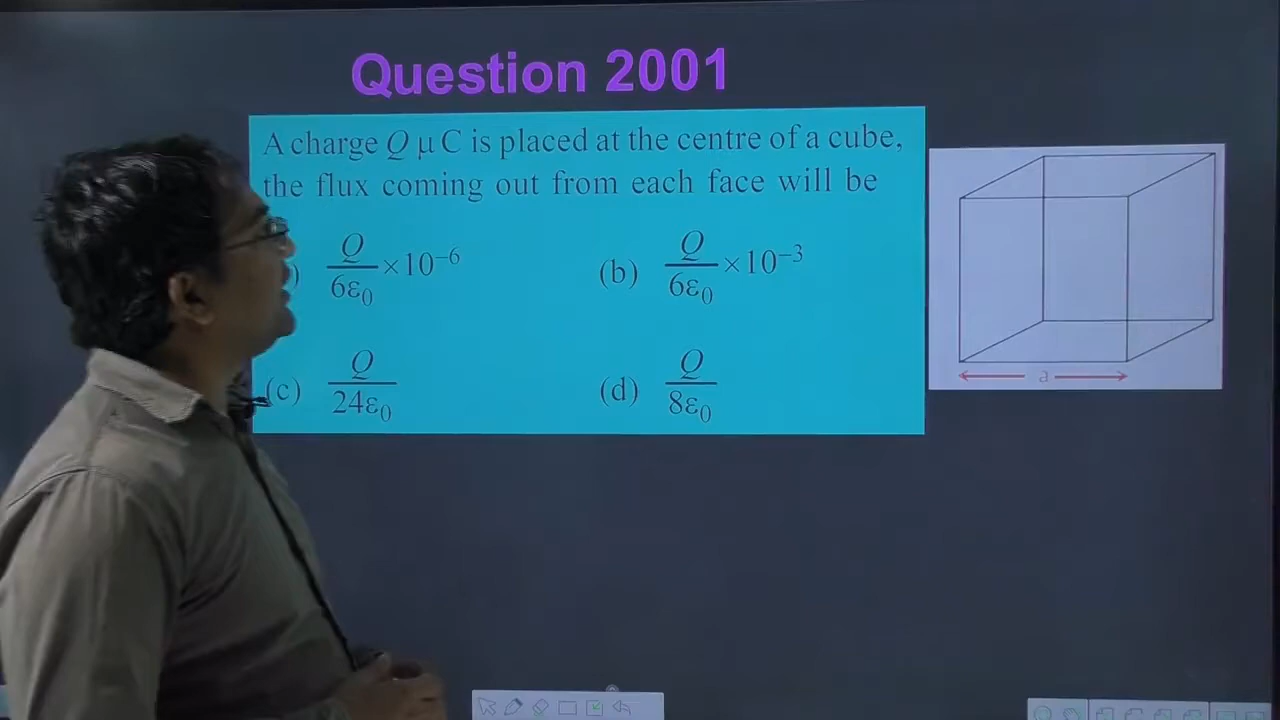 Question 2001
A charge Q μ C is placed at the centre of a cube,
the flux coming out from each face will be
) Q/6ε₀ ×10⁻⁶ (b) Q/6ε₀ ×10⁻³
(c) Q/24ε₀ (d) Q/8ε₀
a